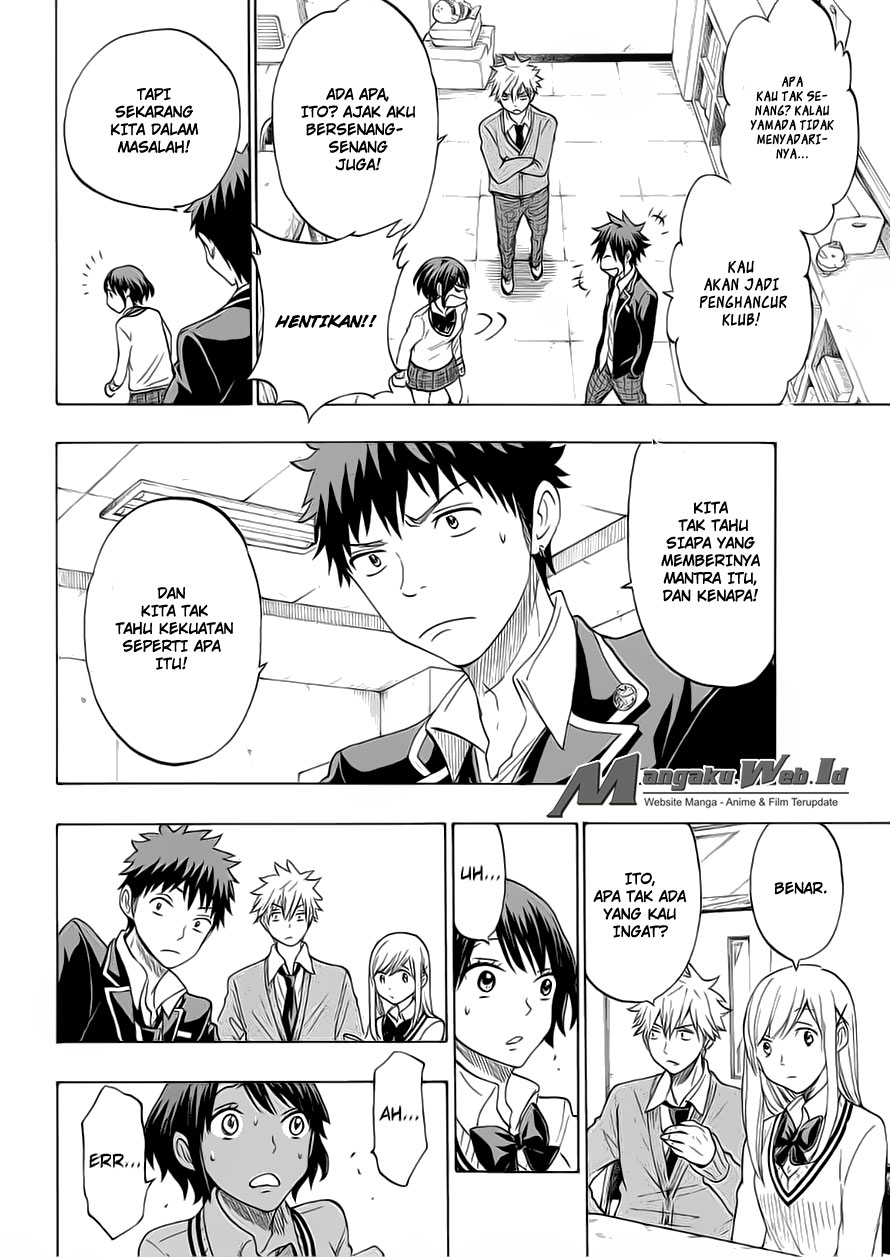 APA
KAU TAK SE-
NANG? KALAU
YAMADA TIDAK
MENYADARI-
NYA...
KAU
AKAN JADI
PENGHANCUR
KLUB!
ADA APA,
ITO? AJAK AKU
BERSENANG-
SENANG
JUGA!
HENTIKAN!!
TAPI
SEKARANG
KITA DALAM
MASALAH!
KITA
TAK TAHU
SIAPA YANG
MEMBERINYA
MANTRA ITU,
DAN KENAPA!
DAN
KITA TAK
TAHU KEKUATAN
SEPERTI APA
ITU!
Mangaku.Web.Id
Website Manga - Anime & Film Terupdate
BENAR.
ITO,
APA TAK ADA
YANG KAU
INGAT?
UH...
AH...
ERR...